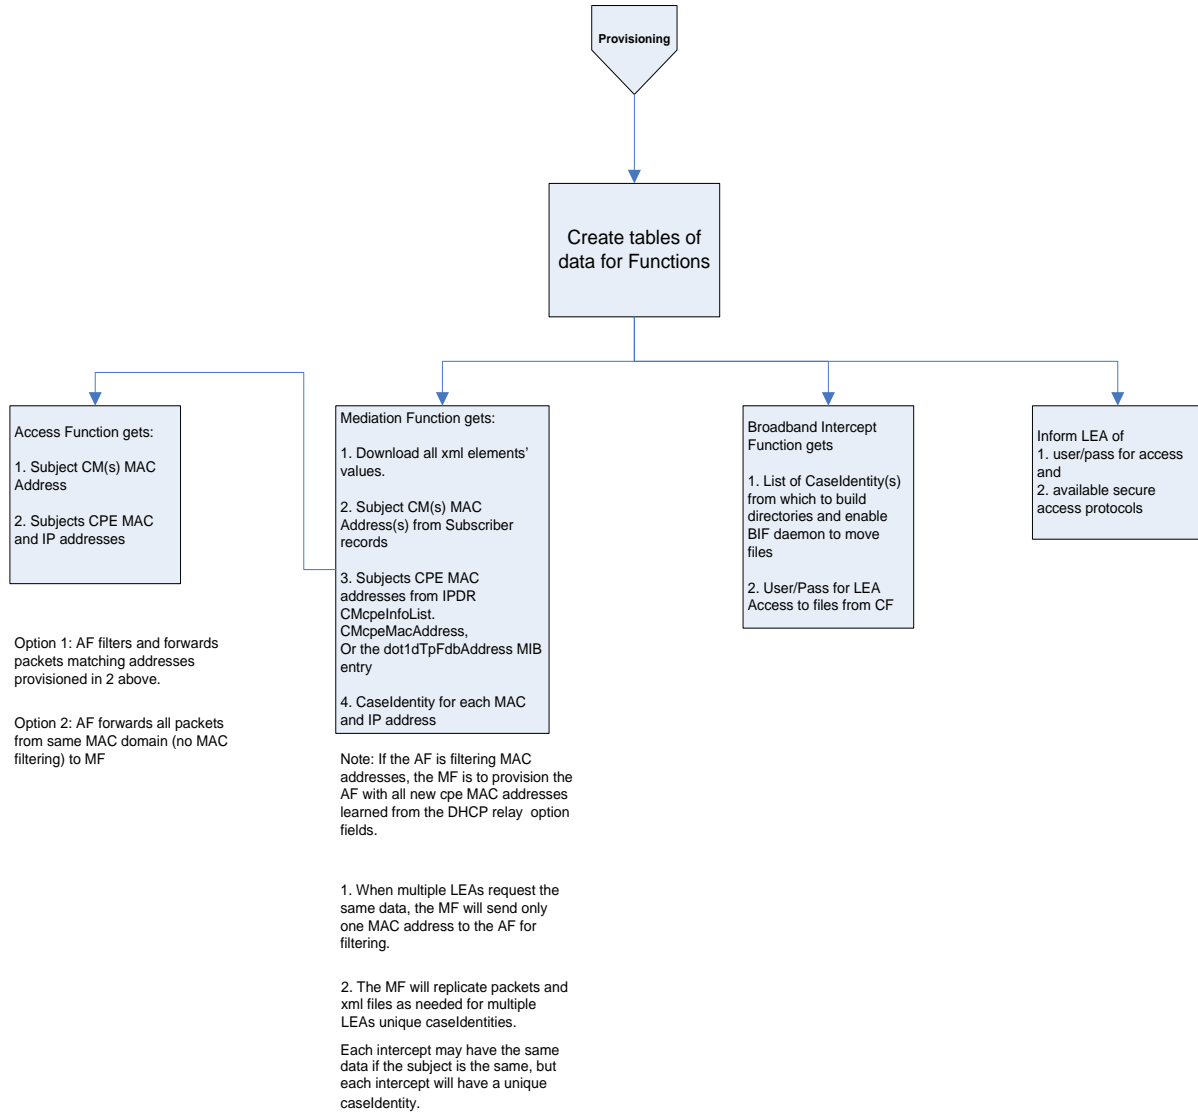 Provisioning
Create tables of
data for Functions
Access Function gets:
1. Subject CM(s) MAC
Address
2. Subjects CPE MAC
and IP addresses
Option 1: AF filters and forwards
packets matching addresses
provisioned in 2 above.
Option 2: AF forwards all packets
from same MAC domain (no MAC
filtering) to MF
Mediation Function gets:
1. Download all xml elements’
values.
2. Subject CM(s) MAC
Address(s) from Subscriber
records
3. Subjects CPE MAC
addresses from IPDR
CMcpeInfoList.
CMcpeMacAddress,
Or the dot1dTpFdbAddress MIB
entry
4. CaseIdentity for each MAC
and IP address
Note: If the AF is filtering MAC
addresses, the MF is to provision the
AF with all new cpe MAC addresses
learned from the DHCP relay option
fields.
1. When multiple LEAs request the
same data, the MF will send only
one MAC address to the AF for
filtering.
2. The MF will replicate packets and
xml files as needed for multiple
LEAs unique caseIdentities.
Each intercept may have the same
data if the subject is the same, but
each intercept will have a unique
caseIdentity.
Broadband Intercept
Function gets
1. List of CaseIdentity(s)
from which to build
directories and enable
BIF daemon to move
files
2. User/Pass for LEA
Access to files from CF
Inform LEA of
1. user/pass for access
and
2. available secure
access protocols